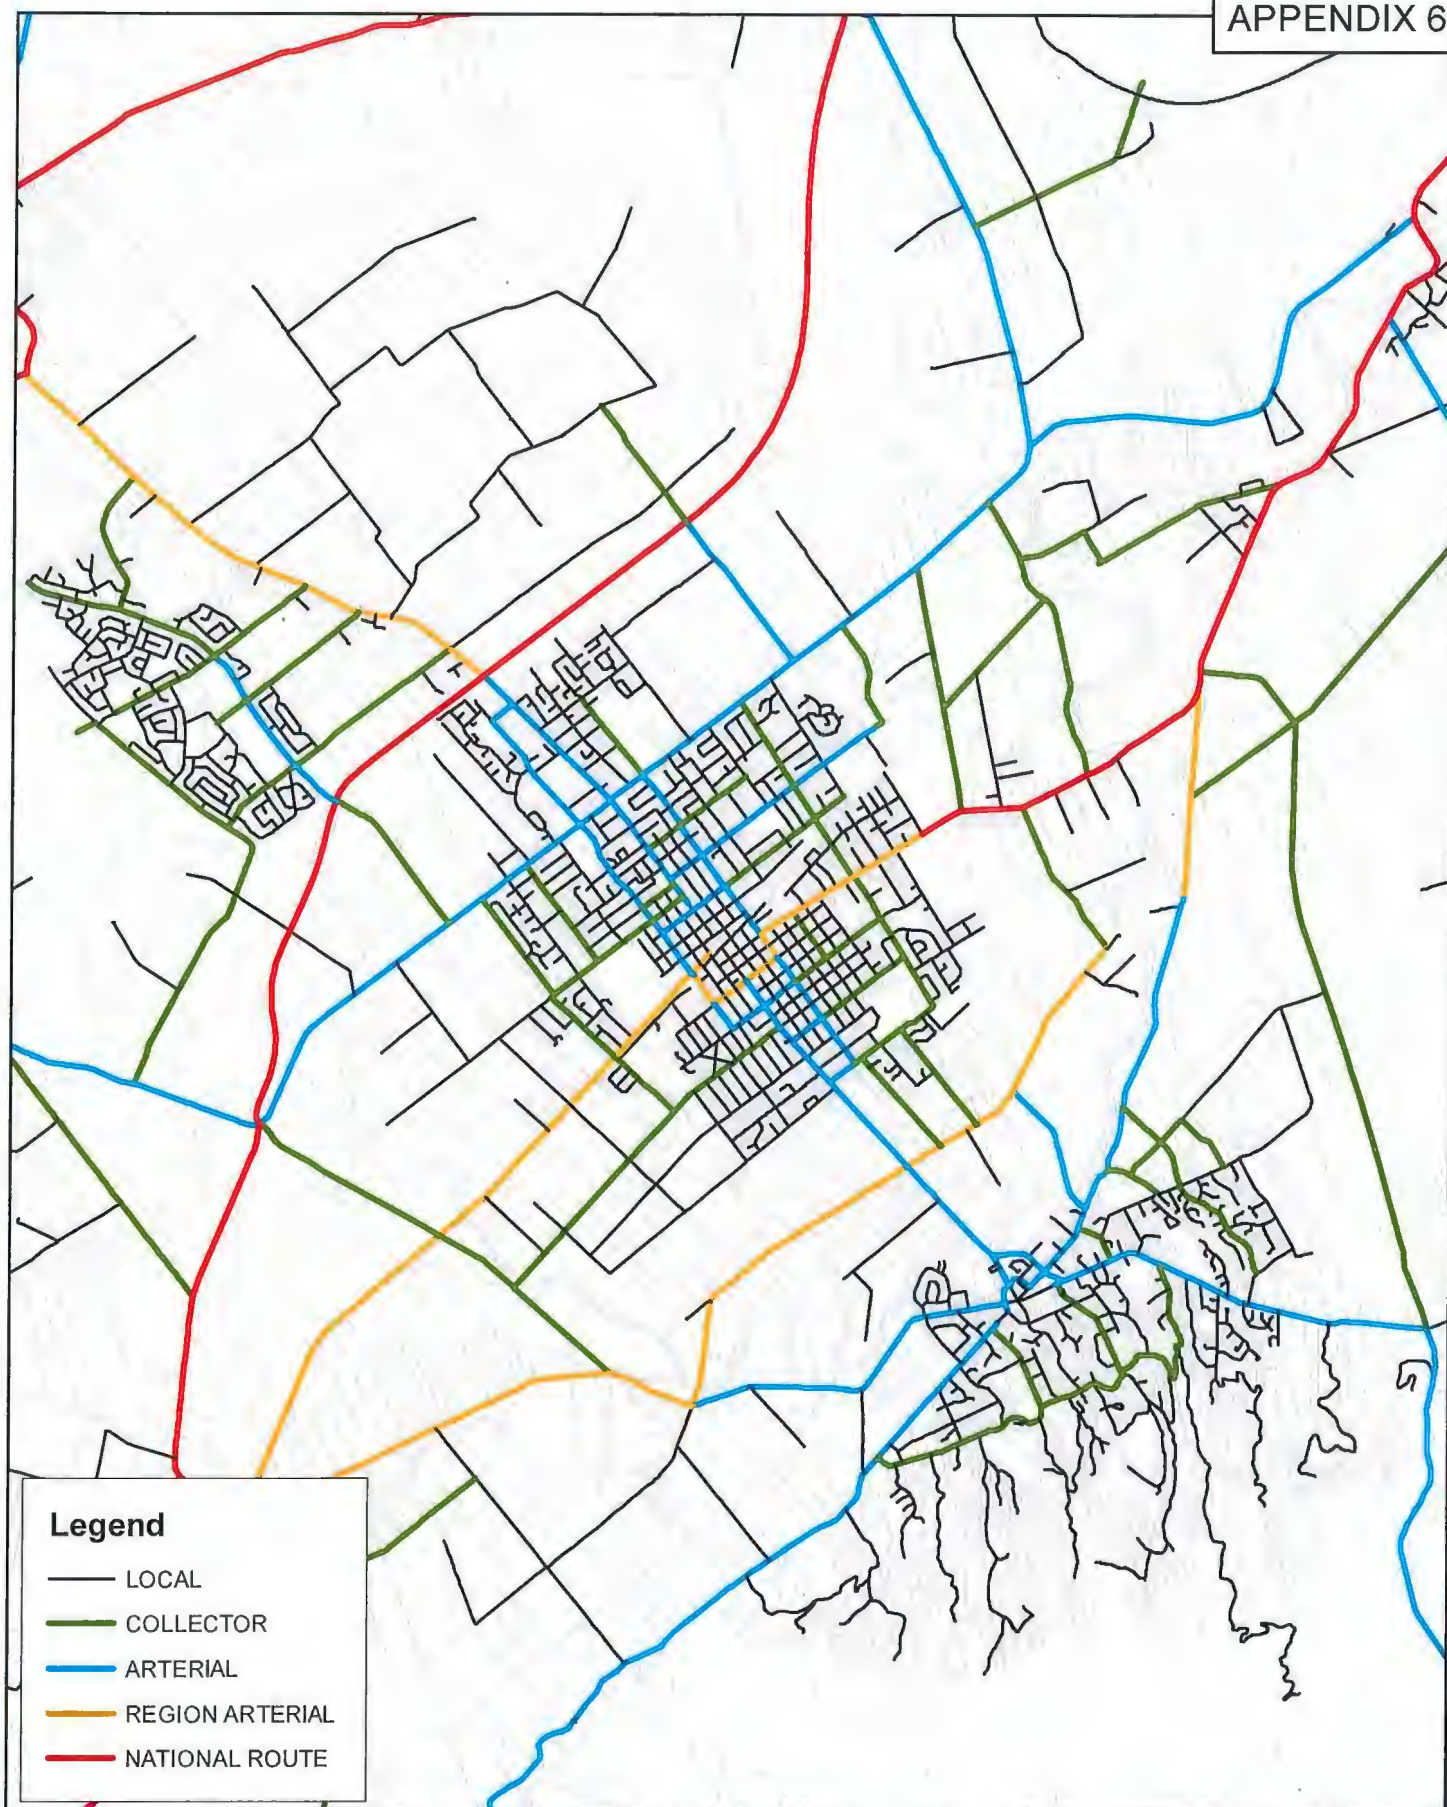 APPENDIX 6
Legend
LOCAL
COLLECTOR
ARTERIAL
REGION ARTERIAL
NATIONAL ROUTE